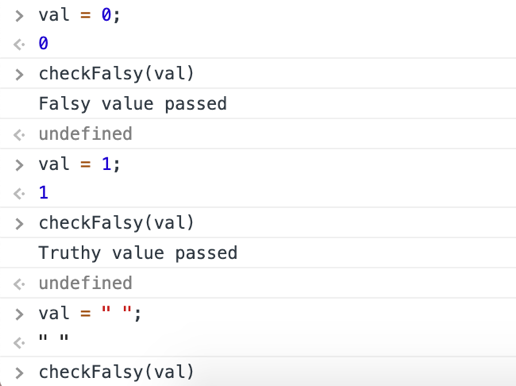 > val = 0;
<· 0
> checkFalsy(val)
Falsy value passed
<· undefined
> val = 1;
<· 1
> checkFalsy(val)
Truthy value passed
<· undefined
> val = " ";
<· " "
> checkFalsy(val)